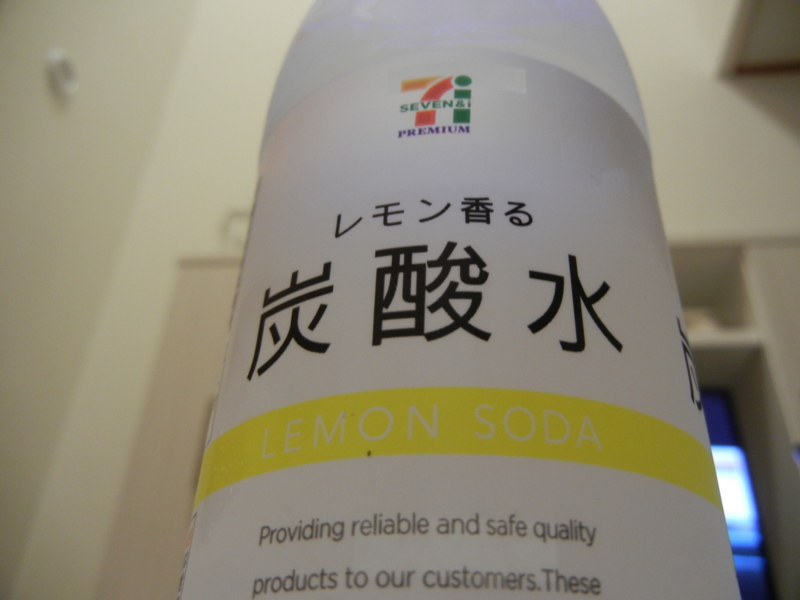 SEVEN&i
PREMIUM
レモン香る
炭酸水
LEMON SODA
Providing reliable and safe quality
products to our customers.These